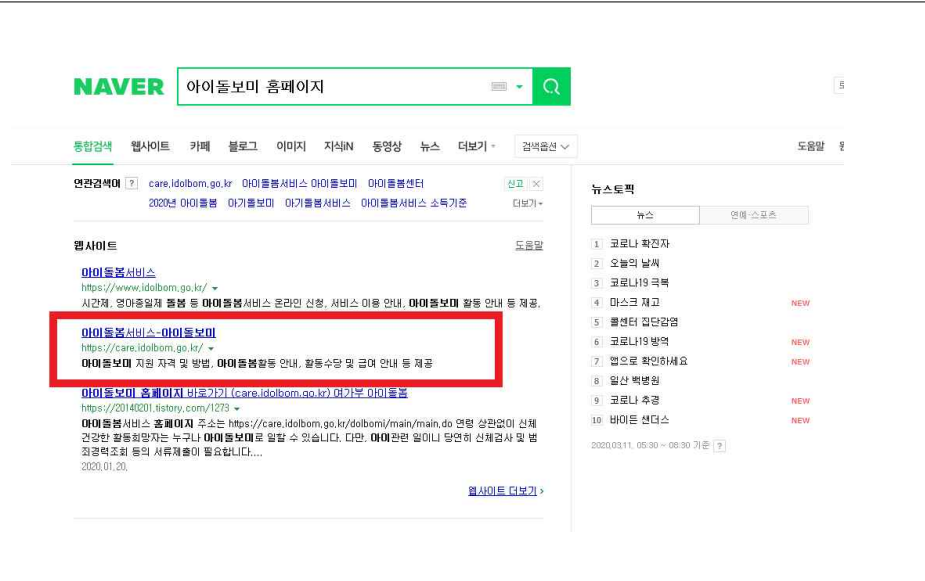 NAVER
아이돌보미 홈페이지
통합검색 웹사이트 카페 블로그 이미지 지식iN 동영상 뉴스 더보기 검색옵션
도움말
연관검색어 ? care.idolbom.go.kr 아이돌봄서비스 아이돌보미 아이돌봄센터 신고 ×
2020년 아이돌봄 아기돌보미 아기돌봄서비스 아이돌봄서비스 소득기준 더보기
웹사이트 도움말
아이돌봄서비스
https://www.idolbom.go.kr/
시간제, 영아종일제 돌봄 등 아이돌봄서비스 온라인 신청, 서비스 이용 안내, 아이돌보미 활동 안내 등 제공.
아이돌봄서비스-아이돌보미
https://care.idolbom.go.kr/
아이돌보미 지원 자격 및 방법, 아이돌봄활동 안내, 활동수당 및 급여 안내 등 제공
아이돌보미 홈페이지 바로가기 (care.idolbom.go.kr) 여가부 아이돌봄
https://20140201.tistory.com/1273
아이돌봄서비스 홈페이지 주소는 https://care.idolbom.go.kr/dolbomi/main/main.do 연령 상관없이 신체
건강한 활동희망자는 누구나 아이돌보미로 일할 수 있습니다. 다만, 아이관련 일이니 당연히 신체검사 및 범
죄경력조회 등의 서류제출이 필요합니다....
2020.01.20.
웹사이트 더보기 ›
뉴스토픽
뉴스 연예·스포츠
1 코로나 확진자
2 오늘의 날씨
3 코로나19 극복
4 마스크 재고 NEW
5 콜센터 집단감염
6 코로나19 방역 NEW
7 앱으로 확인하세요 NEW
8 일산 백병원
9 코로나 추경 NEW
10 바이든 샌더스 NEW
2020.03.11. 05:30 ~ 08:30 기준 ?